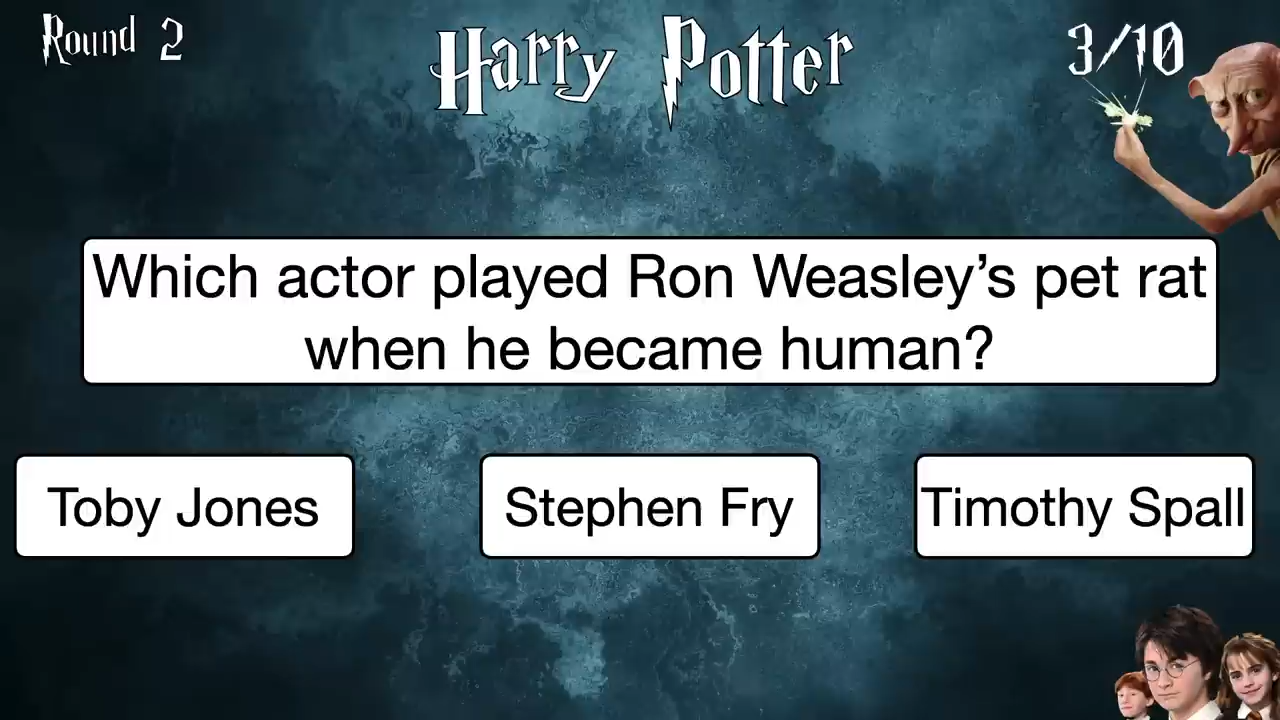 Round 2
Harry Potter
3/10
Which actor played Ron Weasley’s pet rat
when he became human?
Toby Jones
Stephen Fry
Timothy Spall